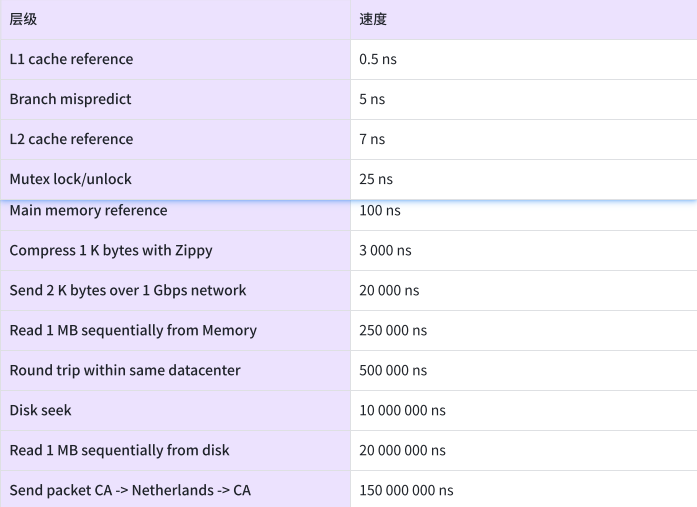 层级 速度
L1 cache reference 0.5 ns
Branch mispredict 5 ns
L2 cache reference 7 ns
Mutex lock/unlock 25 ns
Main memory reference 100 ns
Compress 1 K bytes with Zippy 3 000 ns
Send 2 K bytes over 1 Gbps network 20 000 ns
Read 1 MB sequentially from Memory 250 000 ns
Round trip within same datacenter 500 000 ns
Disk seek 10 000 000 ns
Read 1 MB sequentially from disk 20 000 000 ns
Send packet CA -> Netherlands -> CA 150 000 000 ns